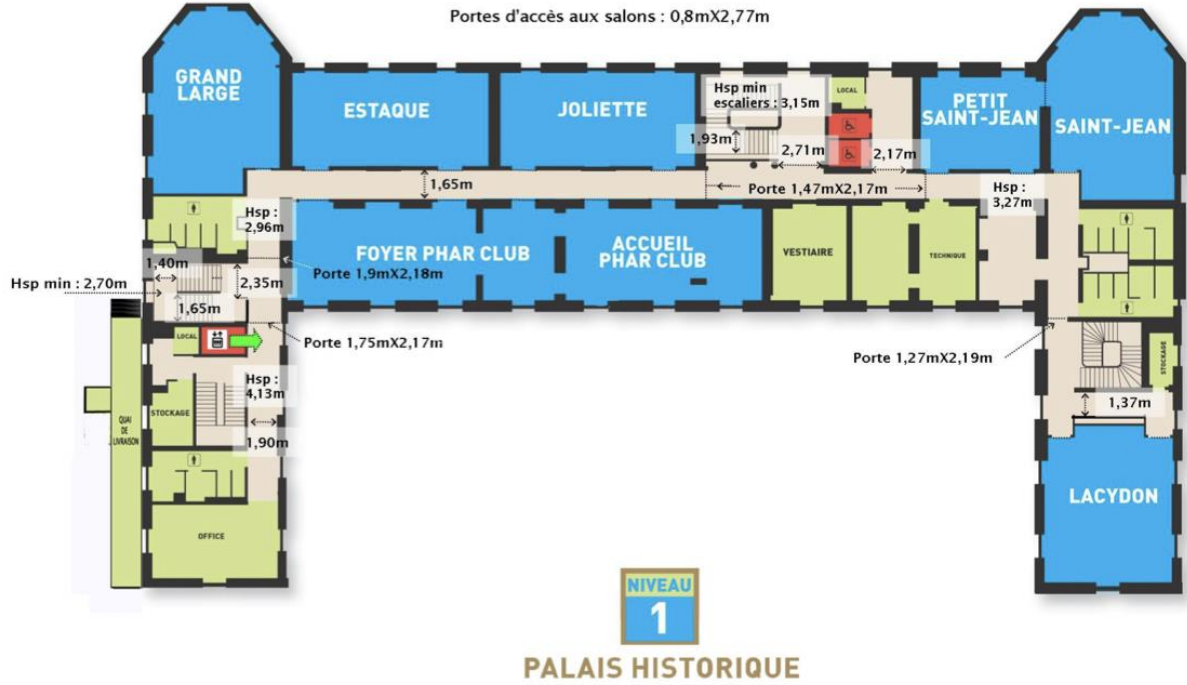 Portes d'accès aux salons : 0,8mX2,77m
GRAND
LARGE
ESTAQUE
JOLIETTE
Hsp min
escaliers : 3,15m
LOCAL
PETIT
SAINT-JEAN
SAINT-JEAN
1,93m
2,71m
2,17m
1,65m
Porte 1,47mX2,17m
Hsp :
3,27m
Hsp :
2,96m
FOYER PHAR CLUB
ACCUEIL
PHAR CLUB
VESTIAIRE
TECHNIQUE
1,40m
Hsp min : 2,70m
2,35m
Porte 1,9mX2,18m
1,65m
LOCAL
Porte 1,75mX2,17m
Porte 1,27mX2,19m
STOCKAGE
Hsp :
4,13m
STOCKAGE
1,37m
QUAI
DE
LIVRAISON
1,90m
LACYDON
OFFICE
NIVEAU
1
PALAIS HISTORIQUE